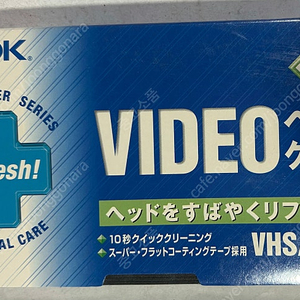 DK
ER SERIES
esh!
AL CARE
VIDEO
ヘッドをすばやくリフ
◆10秒クイッククリーニング
◆スーパー・フラットコーティングテープ採用
VHS/